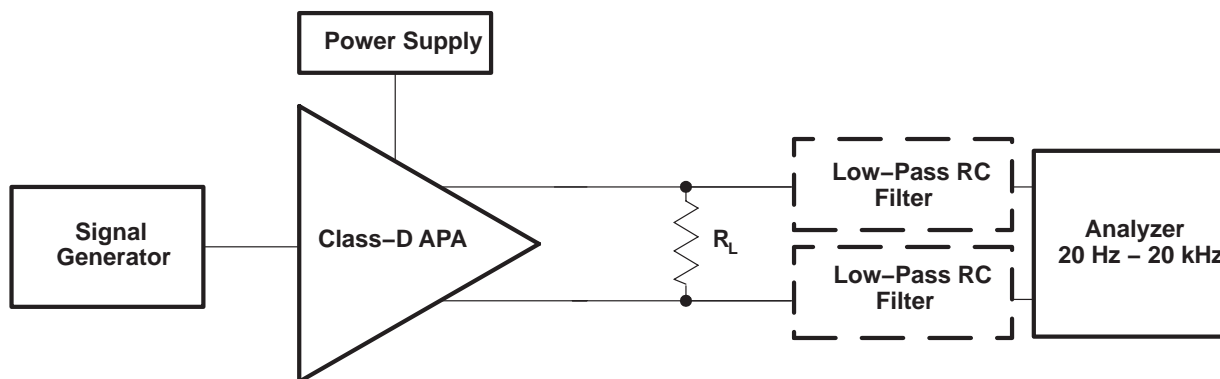 Power Supply
Signal
Generator
Class–D APA
R_L
Low–Pass RC
Filter
Low–Pass RC
Filter
Analyzer
20 Hz – 20 kHz